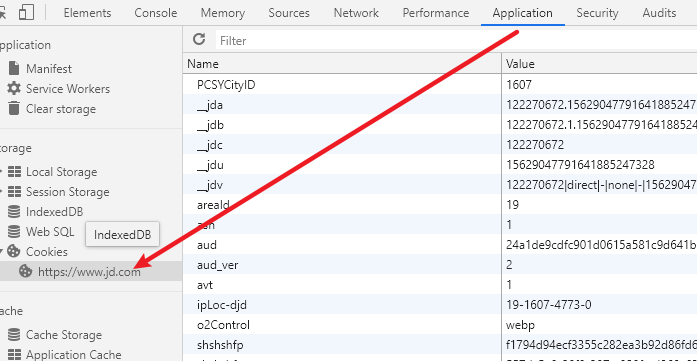 Elements Console Memory Sources Network Performance Application Security Audits
pplication
Manifest
Service Workers
Clear storage
torage
Local Storage
Session Storage
IndexedDB
Web SQL
IndexedDB
Cookies
https://www.jd.com
ache
Cache Storage
Application Cache
Filter
Name Value
PCSYCityID 1607
__jda 122270672.15629047791641885247
__jdb 122270672.1.1562904779164188524
__jdc 122270672
__jdu 15629047791641885247328
__jdv 122270672|direct|-|none|-|1562904
areaId 19
1
aud 24a1de9cdfc901d0615a581c9d641b
aud_ver 2
avt 1
ipLoc-djd 19-1607-4773-0
o2Control webp
shshshfp f1794d94ecf3355c282ea3b92d86fd6